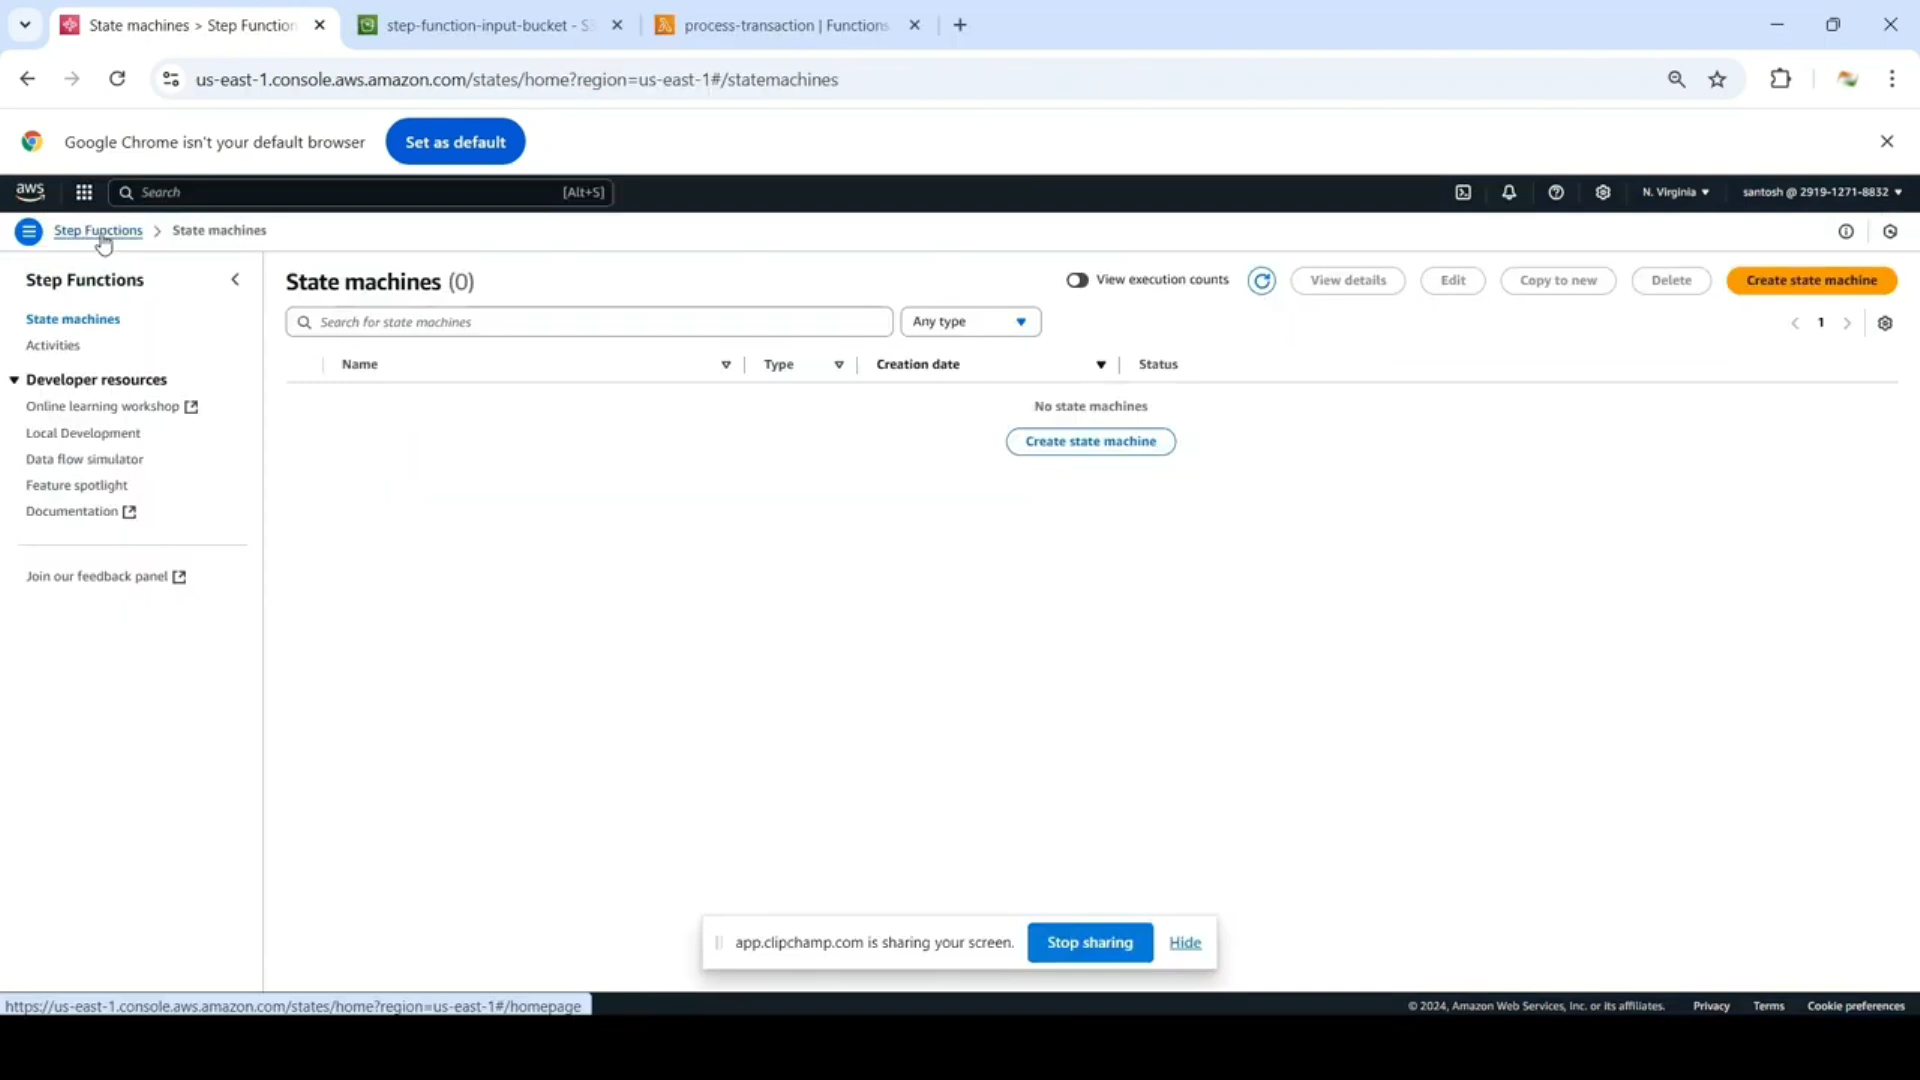 State machines > Step Function
step-function-input-bucket - S3
process-transaction | Functions
us-east-1.console.aws.amazon.com/states/home?region=us-east-1#/statemachines
Google Chrome isn't your default browser
Set as default
aws
Search
[Alt+S]
N. Virginia
santosh @ 2919-1271-8832
Step Functions
State machines
Step Functions
State machines
Activities
Developer resources
Online learning workshop
Local Development
Data flow simulator
Feature spotlight
Documentation
Join our feedback panel
State machines (0)
View execution counts
View details
Edit
Copy to new
Delete
Create state machine
Search for state machines
Any type
1
Name
Type
Creation date
Status
No state machines
Create state machine
app.clipchamp.com is sharing your screen.
Stop sharing
Hide
https://us-east-1.console.aws.amazon.com/states/home?region=us-east-1#/homepage
© 2024, Amazon Web Services, Inc. or its affiliates.
Privacy
Terms
Cookie preferences